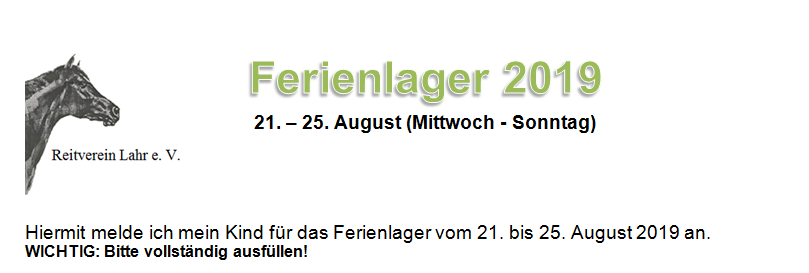 Ferienlager 2019
21. – 25. August (Mittwoch - Sonntag)
Reitverein Lahr e. V.
Hiermit melde ich mein Kind für das Ferienlager vom 21. bis 25. August 2019 an.
WICHTIG: Bitte vollständig ausfüllen!